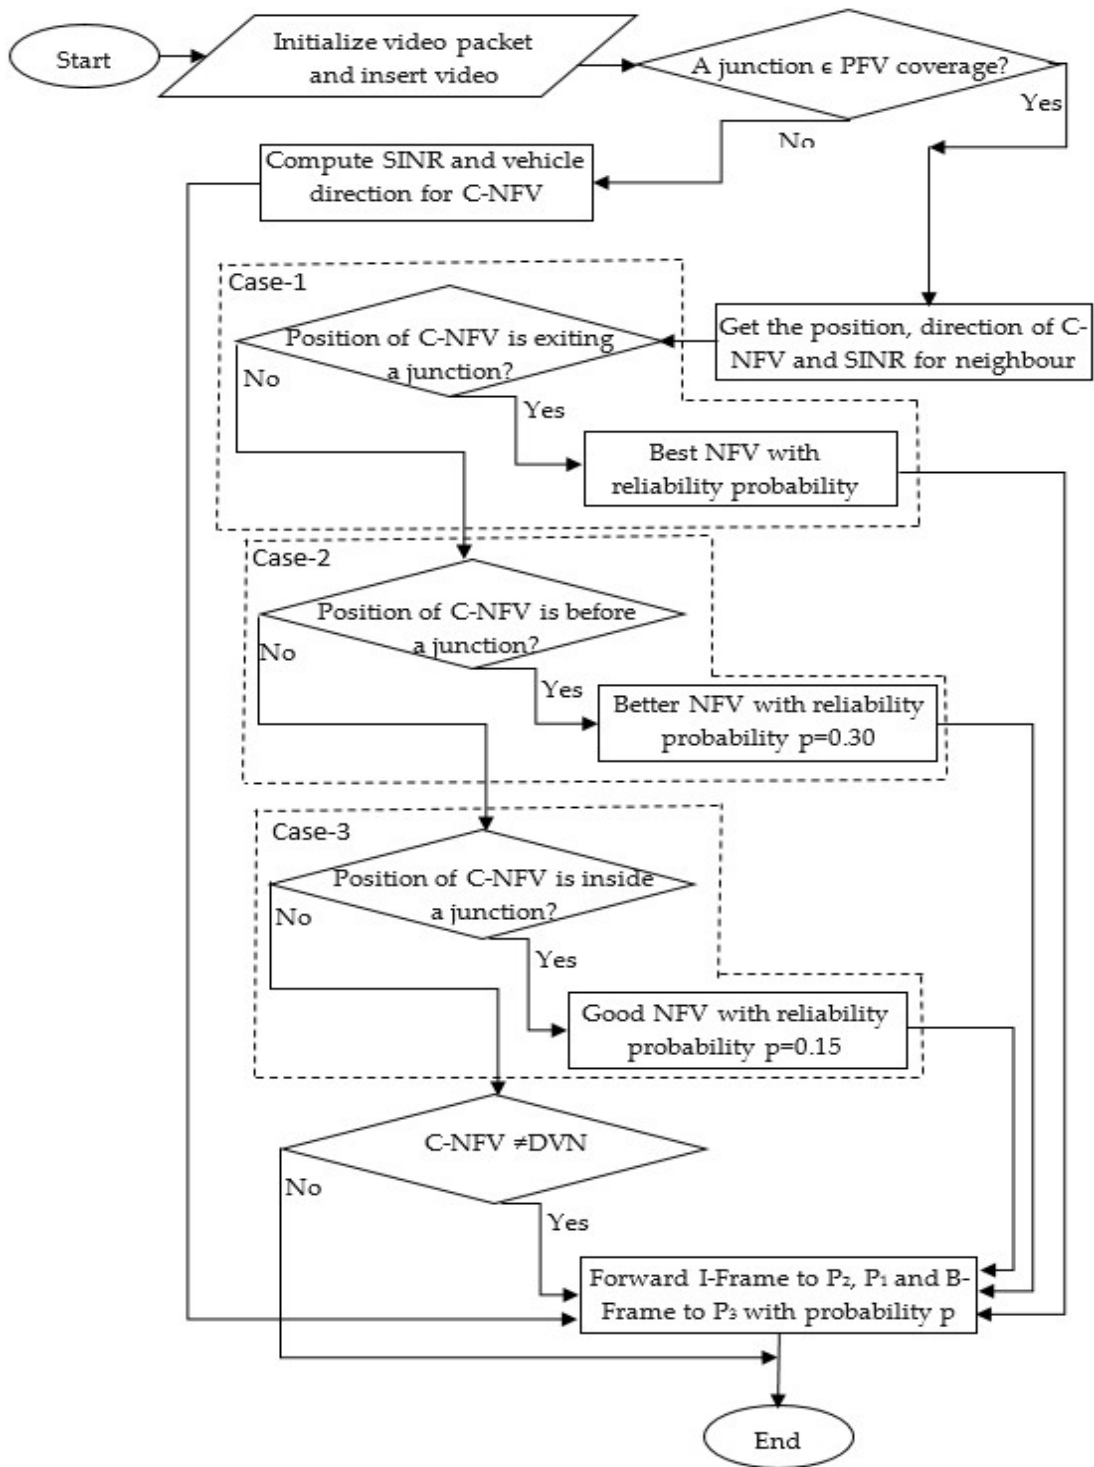 Start
Initialize video packet
and insert video
A junction ϵ PFV coverage?
Yes
No
Compute SINR and vehicle
direction for C-NFV
Case-1
Position of C-NFV is exiting
a junction?
No
Yes
Get the position, direction of C-
NFV and SINR for neighbour
Best NFV with
reliability probability
Case-2
Position of C-NFV is before
a junction?
No
Yes
Better NFV with reliability
probability p=0.30
Case-3
Position of C-NFV is inside
a junction?
No
Yes
Good NFV with reliability
probability p=0.15
C-NFV ≠DVN
No
Yes
Forward I-Frame to P₂, P₁ and B-
Frame to P₃ with probability p
End